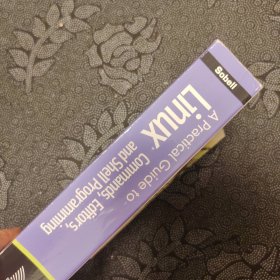 Sobell
A Practical Guide to
Linux
Commands, Editors,
and Shell Programming